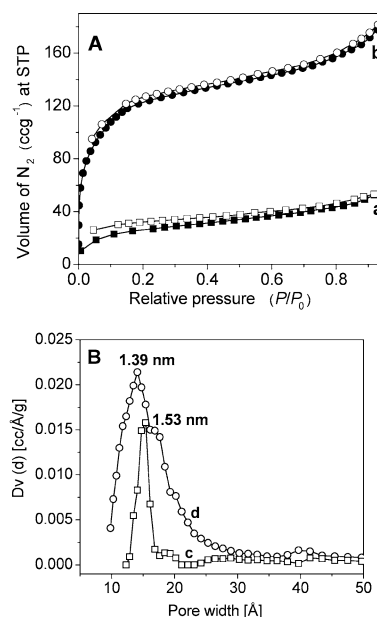 A
Volume of N2 (ccg-1) at STP
160
120
80
40
0
b
a
0.0 0.2 0.4 0.6 0.8
Relative pressure (P/P0)
B
Dv (d) [cc/Å/g]
0.025
0.020
0.015
0.010
0.005
0.000
1.39 nm
1.53 nm
d
c
10 20 30 40 50
Pore width [Å]